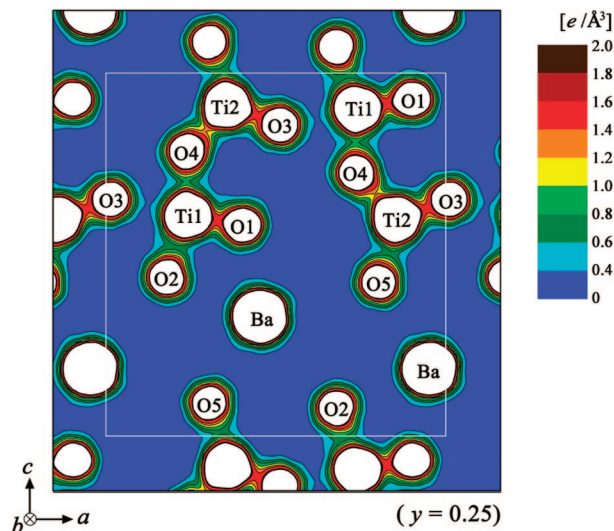 [e/Å³]
2.0
1.8
1.6
1.4
1.2
1.0
0.8
0.6
0.4
0
Ti2
O3
Ti1
O1
O4
O4
O3
Ti1
O1
Ti2
O3
O2
O5
Ba
Ba
O5
O2
c
b
a
( y = 0.25)